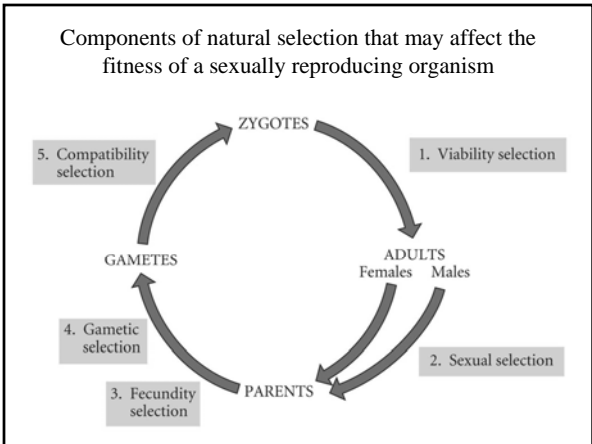 Components of natural selection that may affect the
fitness of a sexually reproducing organism
ZYGOTES
5. Compatibility
selection
1. Viability selection
GAMETES
ADULTS
Females Males
4. Gametic
selection
2. Sexual selection
3. Fecundity
selection
PARENTS